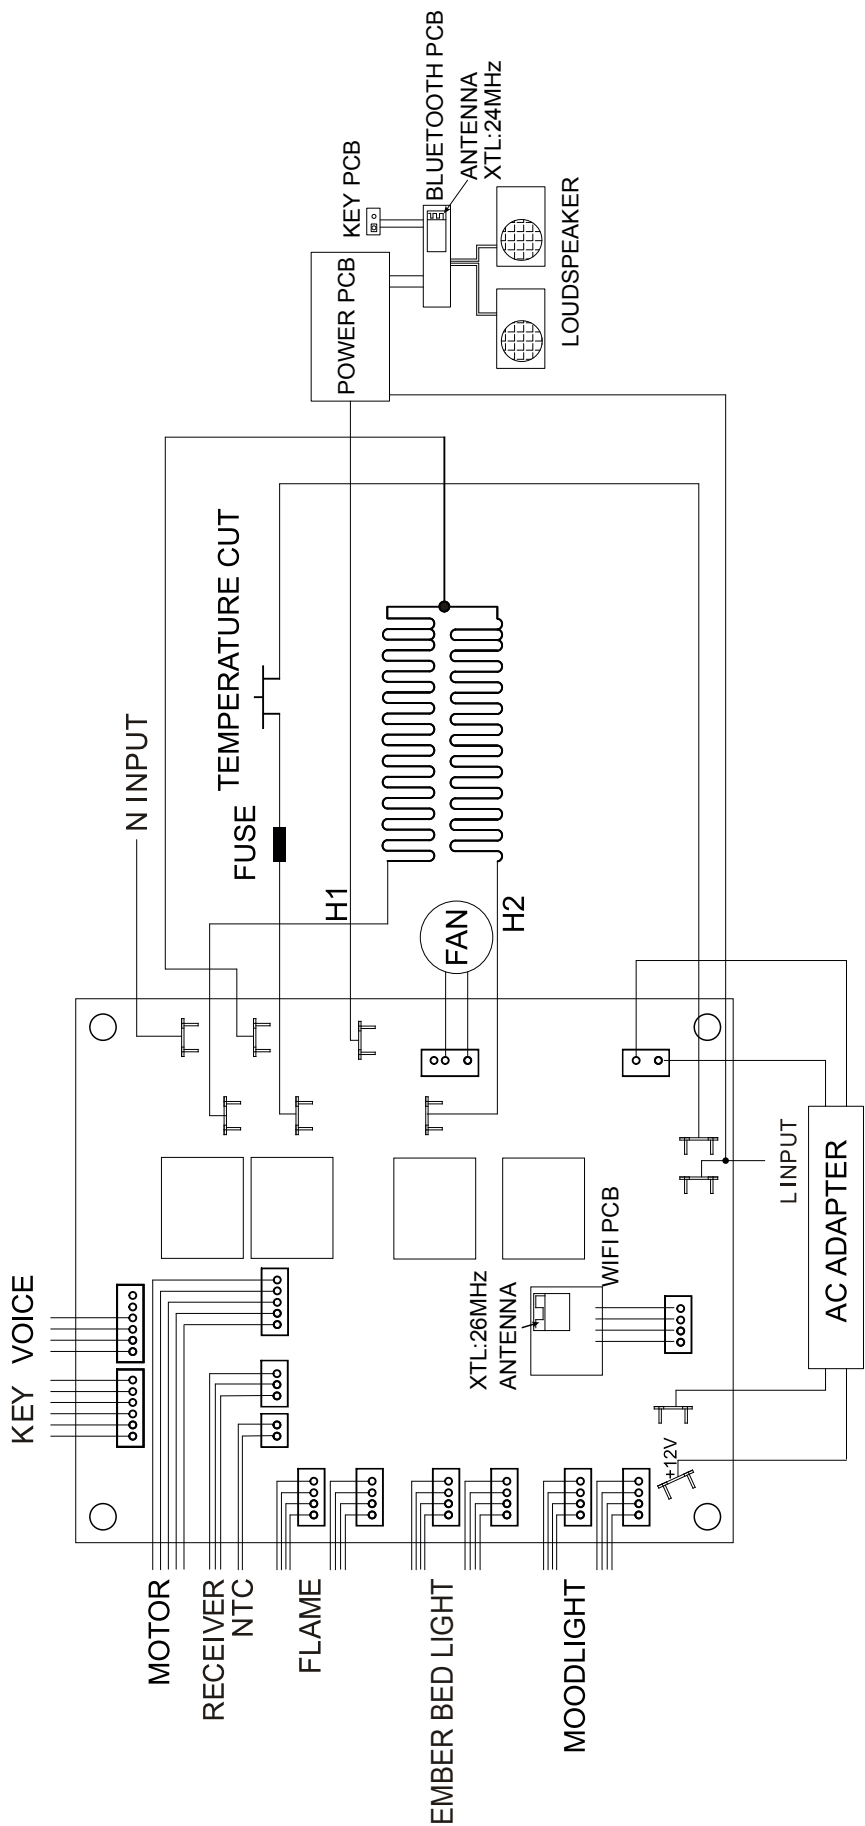 KEY
VOICE
MOTOR
RECEIVER
NTC
FLAME
EMBER BED LIGHT
MOODLIGHT
N INPUT
FUSE
TEMPERATURE CUT
H1
FAN
H2
POWER PCB
KEY PCB
BLUETOOTH PCB
ANTENNA
XTL:24MHz
LOUDSPEAKER
XTL:26MHz
ANTENNA
WIFI PCB
+12V
L INPUT
AC ADAPTER